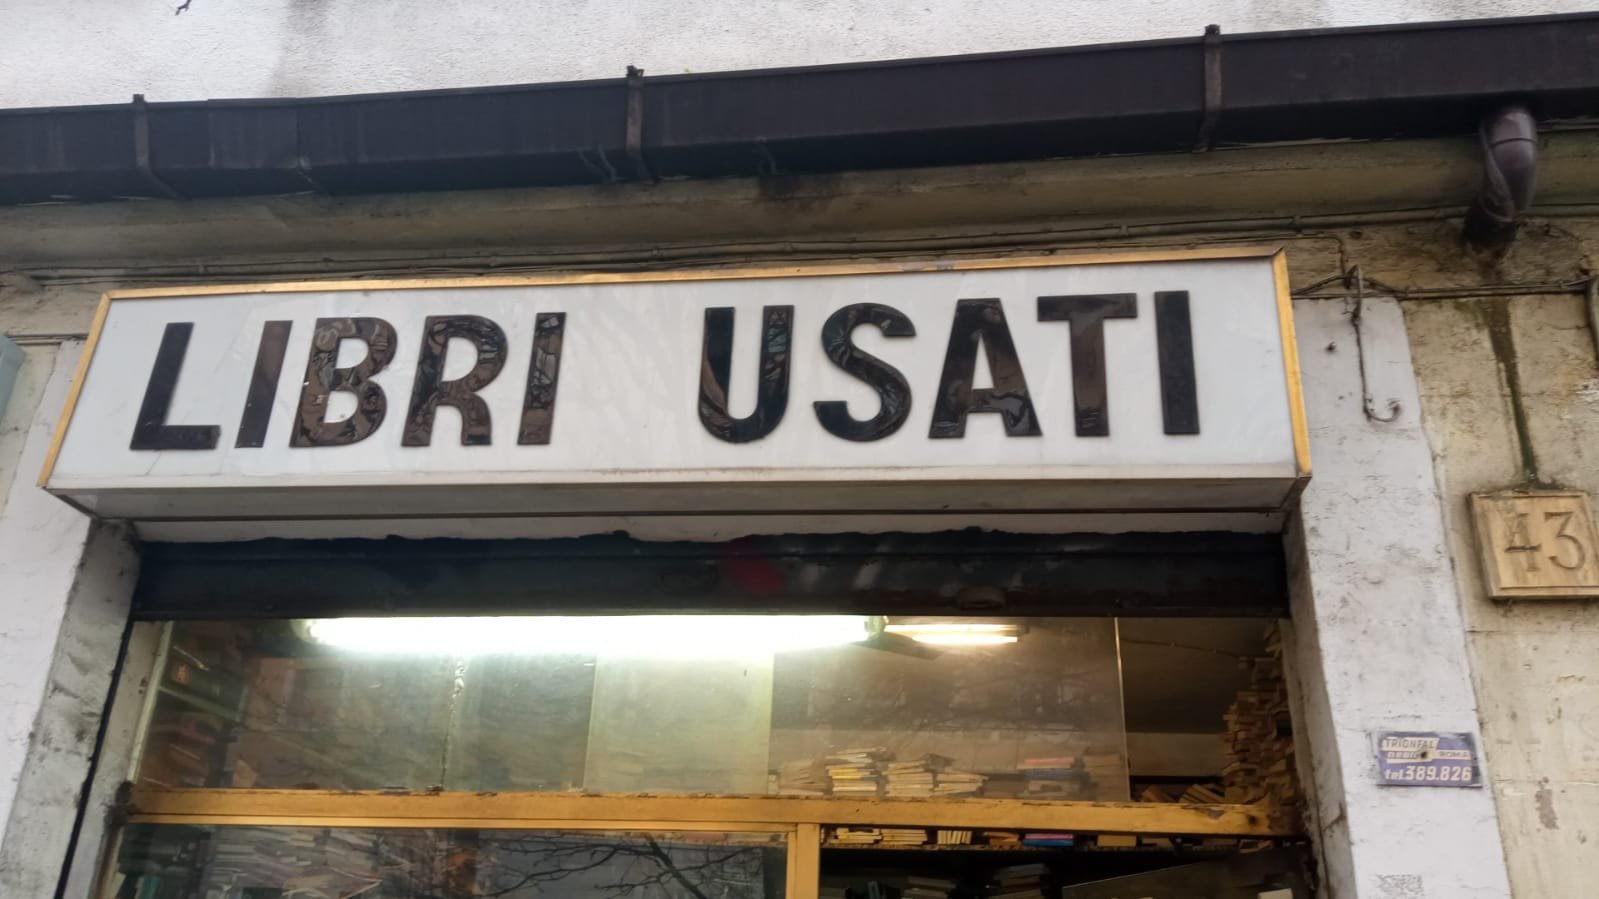 LIBRI USATI
43
TRIONFAL
ROMA
tel.389.826